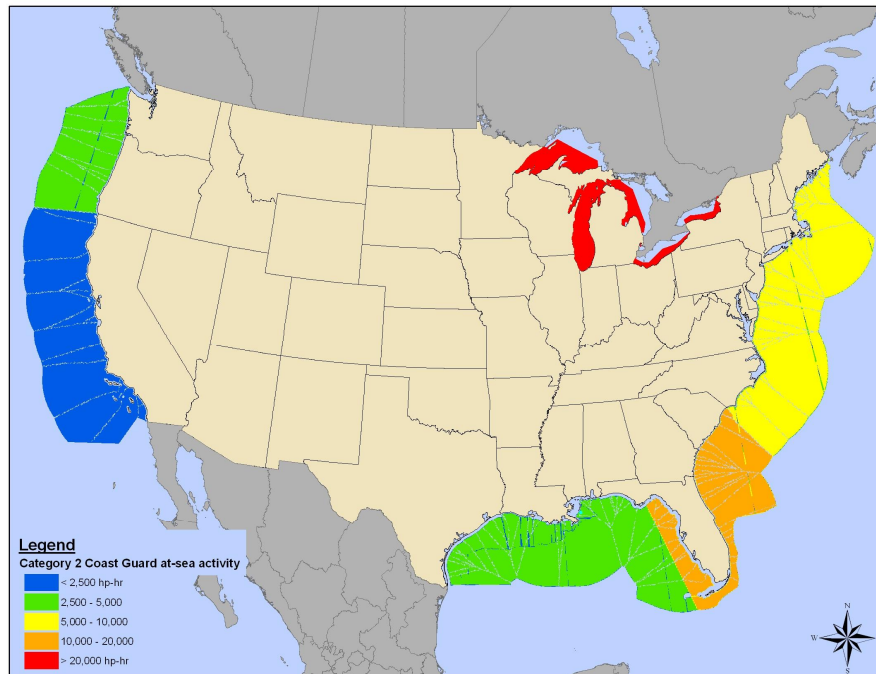 Legend
Category 2 Coast Guard at-sea activity
< 2,500 hp-hr
2,500 - 5,000
5,000 - 10,000
10,000 - 20,000
> 20,000 hp-hr
N
W
E
S